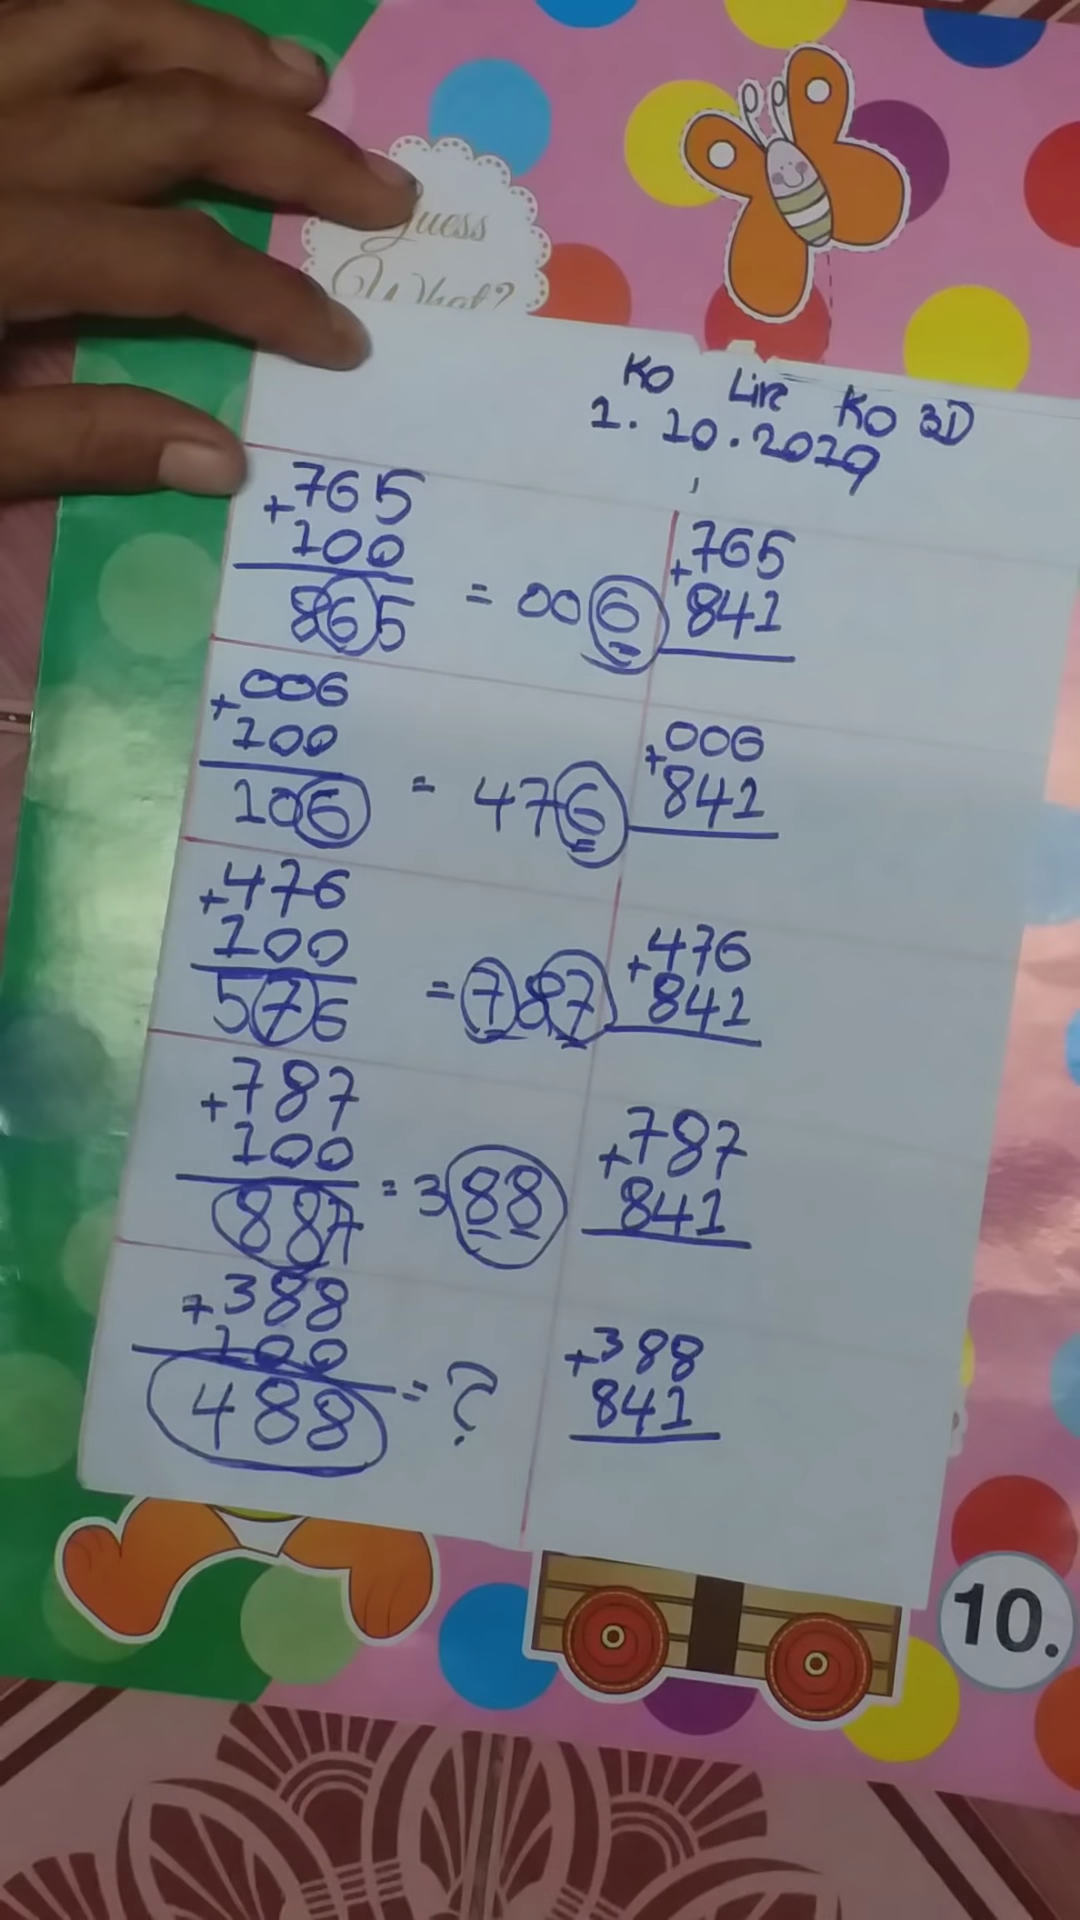 Guess
What?
KO Lin KO 3D
1.10.2019
+765
100
865 = 006
+765
841
+006
100
106 = 476
+006
841
+476
100
576 = 787
+476
841
+787
100
887 = 388
+787
841
+388
100
488 = ?
+388
841
10.